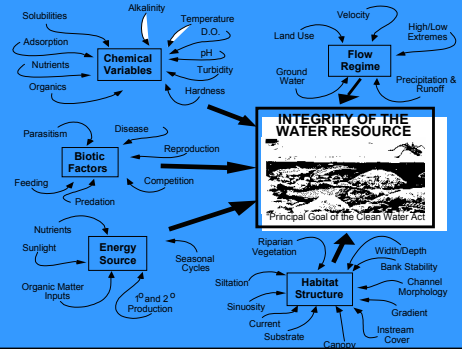 Solubilities
Alkalinity
Temperature
D.O.
Adsorption
Chemical
Variables
pH
Nutrients
Turbidity
Organics
Hardness
Velocity
High/Low
Extremes
Land Use
Flow
Regime
Ground
Water
Precipitation &
Runoff
INTEGRITY OF THE
WATER RESOURCE
Principal Goal of the Clean Water Act
Parasitism
Disease
Reproduction
Biotic
Factors
Feeding
Competition
Predation
Nutrients
Sunlight
Energy
Source
Seasonal
Cycles
Organic Matter
Inputs
1° and 2°
Production
Riparian
Vegetation
Width/Depth
Bank Stability
Siltation
Habitat
Structure
Channel
Morphology
Sinuosity
Gradient
Current
Substrate
Instream
Cover
Canopy